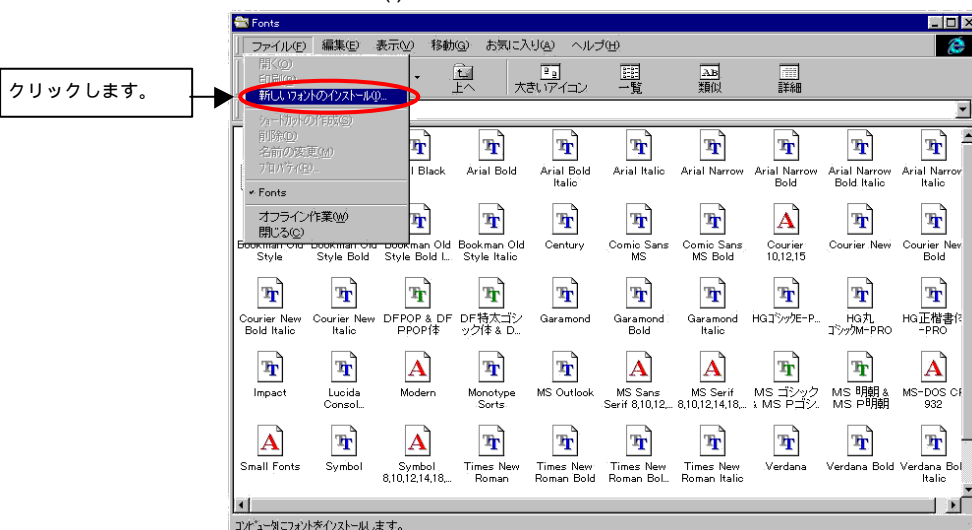 Fonts
ファイル(F) 編集(E) 表示(V) 移動(G) お気に入り(A) ヘルプ(H)
開く(O)
印刷(P)
上へ 大きいアイコン 一覧 類似 詳細
クリックします。
新しいフォントのインストール(I)...
ショートカットの作成(S)
削除(D)
名前の変更(M)
プロパティ(R)...
Fonts
オフライン作業(W)
閉じる(C)
l Black Arial Bold Arial Bold Italic Arial Italic Arial Narrow Arial Narrow Bold Arial Narrow Bold Italic Arial Narrow Italic
Bookman Old Style Bookman Old Style Bold Bookman Old Style Bold I... Bookman Old Style Italic Century Comic Sans MS Comic Sans MS Bold Courier 10,12,15 Courier New Courier New Bold
Courier New Bold Italic Courier New Italic DFPOP & DF PPOP体 DF特太ゴシック体 & D... Garamond Garamond Bold Garamond Italic HGゴシックE-P... HG丸ゴシックM-PRO HG正楷書体-PRO
Impact Lucida Consol... Modern Monotype Sorts MS Outlook MS Sans Serif 8,10,12,... MS Serif 8,10,12,14,18,... MS ゴシック & MS Pゴシ... MS 明朝 & MS P明朝 MS-DOS CP 932
Small Fonts Symbol Symbol 8,10,12,14,18,... Times New Roman Times New Roman Bold Times New Roman Bol... Times New Roman Italic Verdana Verdana Bold Verdana Bol Italic
コンピュータにフォントをインストールします。